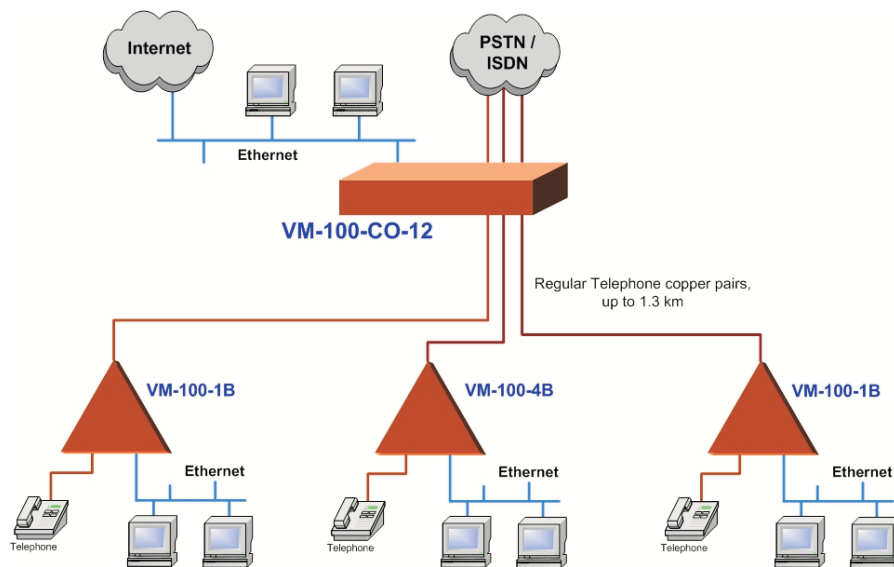 Internet
PSTN /
ISDN
Ethernet
VM-100-CO-12
Regular Telephone copper pairs,
up to 1.3 km
VM-100-1B
VM-100-4B
VM-100-1B
Ethernet
Ethernet
Ethernet
Telephone
Telephone
Telephone